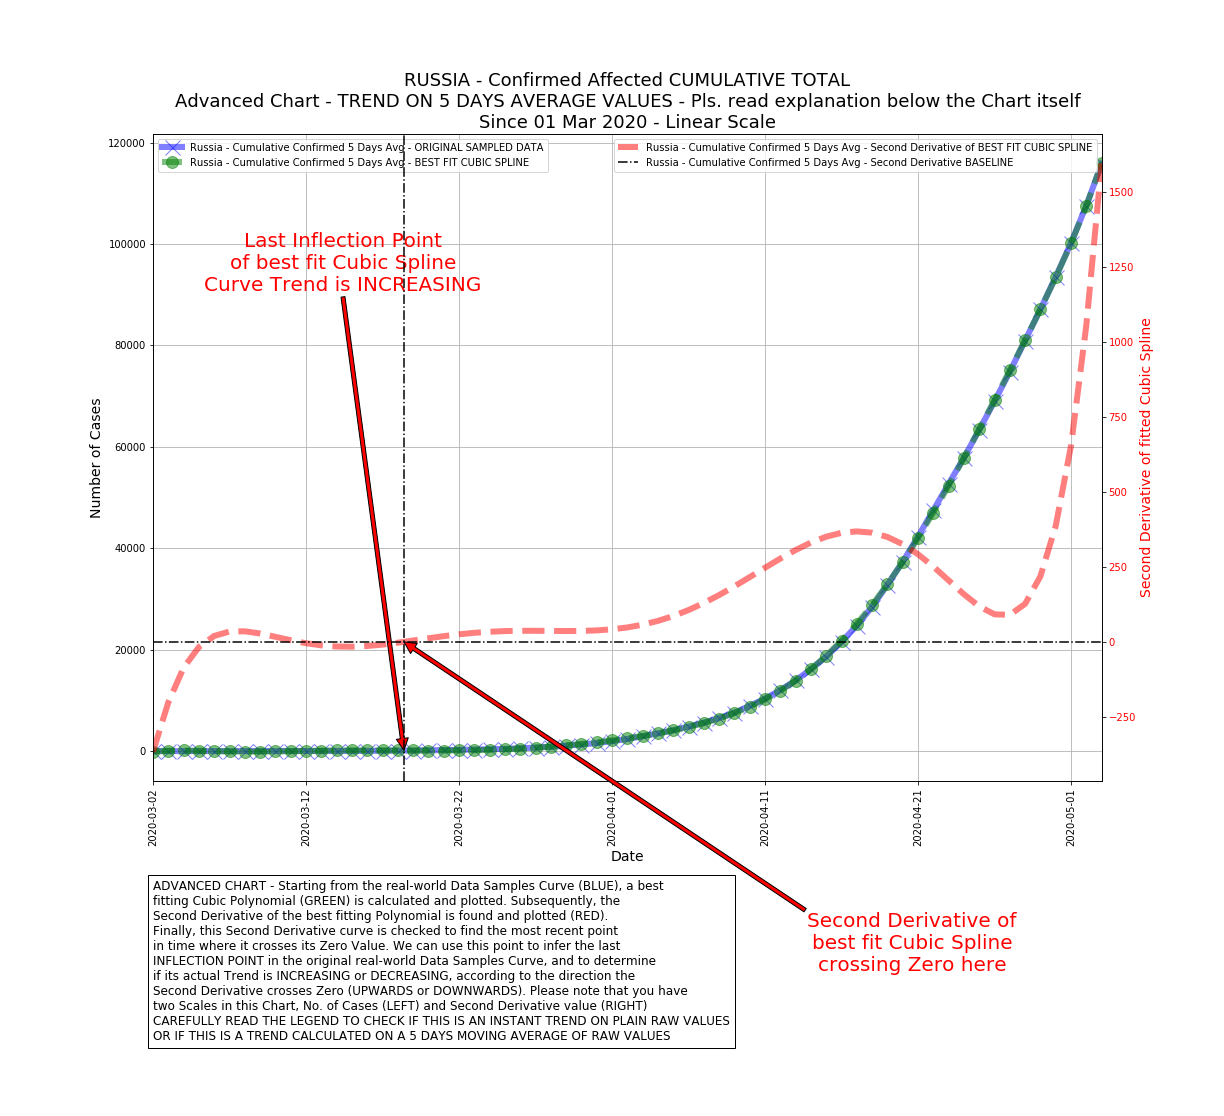 RUSSIA - Confirmed Affected CUMULATIVE TOTAL
Advanced Chart - TREND ON 5 DAYS AVERAGE VALUES - Pls. read explanation below the Chart itself
Since 01 Mar 2020 - Linear Scale
Russia - Cumulative Confirmed 5 Days Avg - ORIGINAL SAMPLED DATA
Russia - Cumulative Confirmed 5 Days Avg - BEST FIT CUBIC SPLINE
Russia - Cumulative Confirmed 5 Days Avg - Second Derivative of BEST FIT CUBIC SPLINE
Russia - Cumulative Confirmed 5 Days Avg - Second Derivative BASELINE
Last Inflection Point
of best fit Cubic Spline
Curve Trend is INCREASING
Number of Cases
120000
100000
80000
60000
40000
20000
0
1500
1250
1000
750
500
250
0
−250
Second Derivative of fitted Cubic Spline
2020-03-02
2020-03-12
2020-03-22
2020-04-01
2020-04-11
2020-04-21
2020-05-01
Date
ADVANCED CHART - Starting from the real-world Data Samples Curve (BLUE), a best
fitting Cubic Polynomial (GREEN) is calculated and plotted. Subsequently, the
Second Derivative of the best fitting Polynomial is found and plotted (RED).
Finally, this Second Derivative curve is checked to find the most recent point
in time where it crosses its Zero Value. We can use this point to infer the last
INFLECTION POINT in the original real-world Data Samples Curve, and to determine
if its actual Trend is INCREASING or DECREASING, according to the direction the
Second Derivative crosses Zero (UPWARDS or DOWNWARDS). Please note that you have
two Scales in this Chart, No. of Cases (LEFT) and Second Derivative value (RIGHT)
CAREFULLY READ THE LEGEND TO CHECK IF THIS IS AN INSTANT TREND ON PLAIN RAW VALUES
OR IF THIS IS A TREND CALCULATED ON A 5 DAYS MOVING AVERAGE OF RAW VALUES
Second Derivative of
best fit Cubic Spline
crossing Zero here